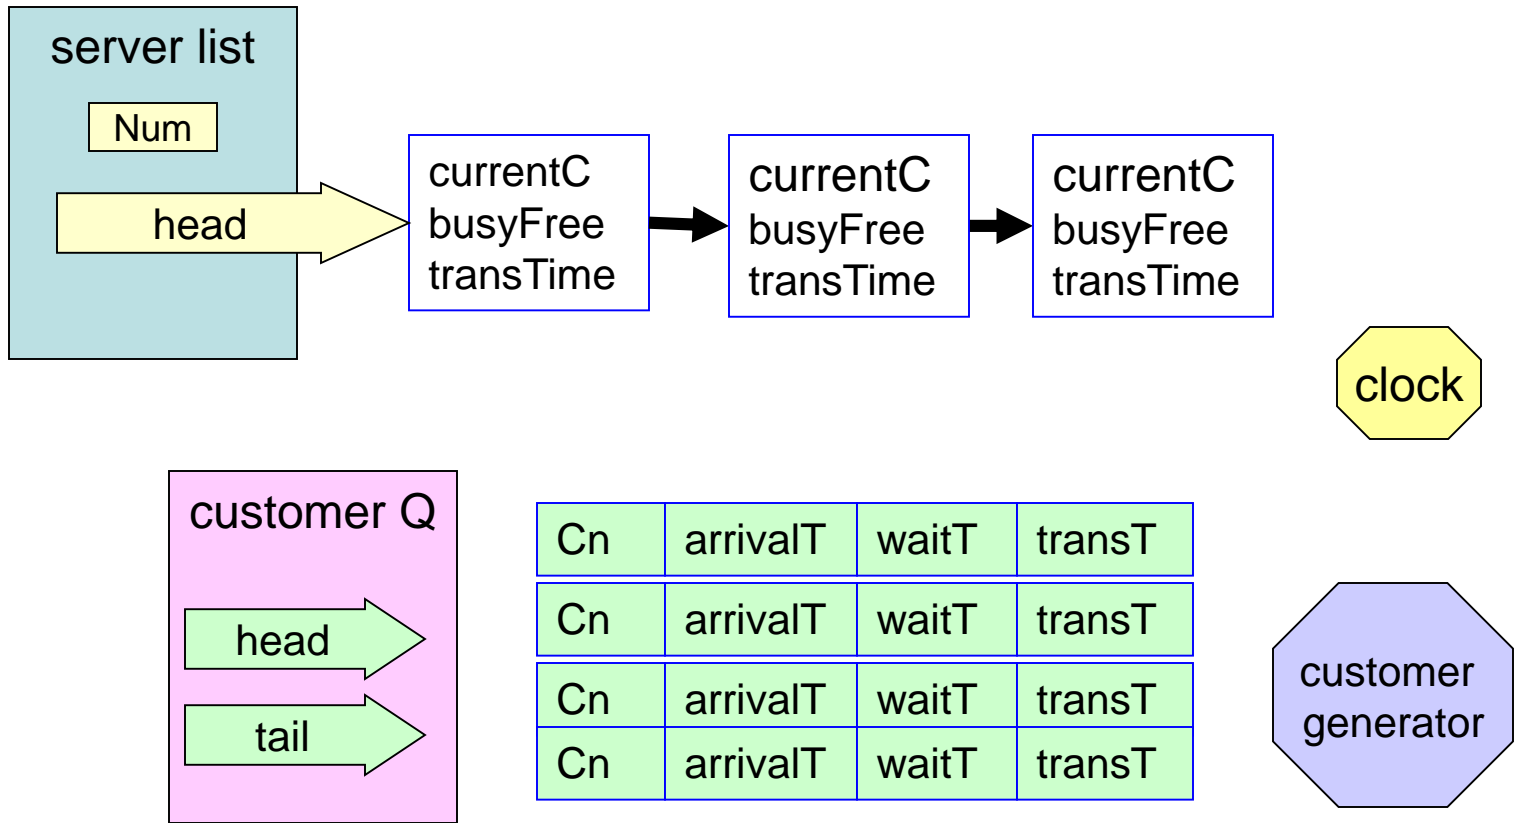 server list
Num
head
currentC
busyFree
transTime
currentC
busyFree
transTime
currentC
busyFree
transTime
clock
customer Q
head
tail
Cn arrivalT waitT transT
Cn arrivalT waitT transT
Cn arrivalT waitT transT
Cn arrivalT waitT transT
customer
generator